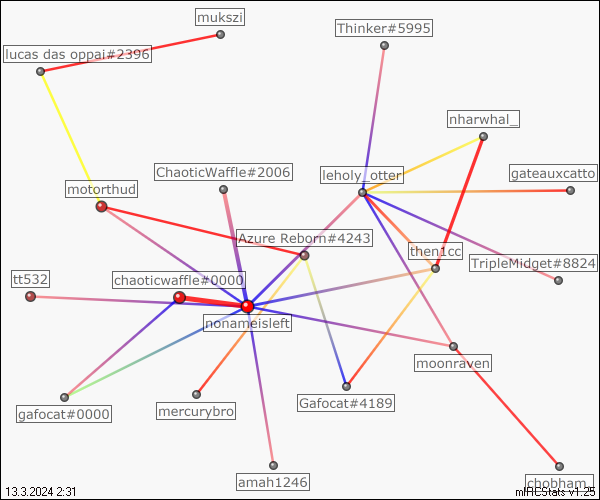 mukszi
Thinker#5995
lucas das oppai#2396
nharwhal_
ChaoticWaffle#2006
leholy_otter
gateauxcatto
motorthud
Azure Reborn#4243
then1cc
TripleMidget#8824
tt532
chaoticwaffle#0000
nonameisleft
moonraven
gafocat#0000
mercurybro
Gafocat#4189
amah1246
chobham_
13.3.2024 2:31
mIRCStats v1.25